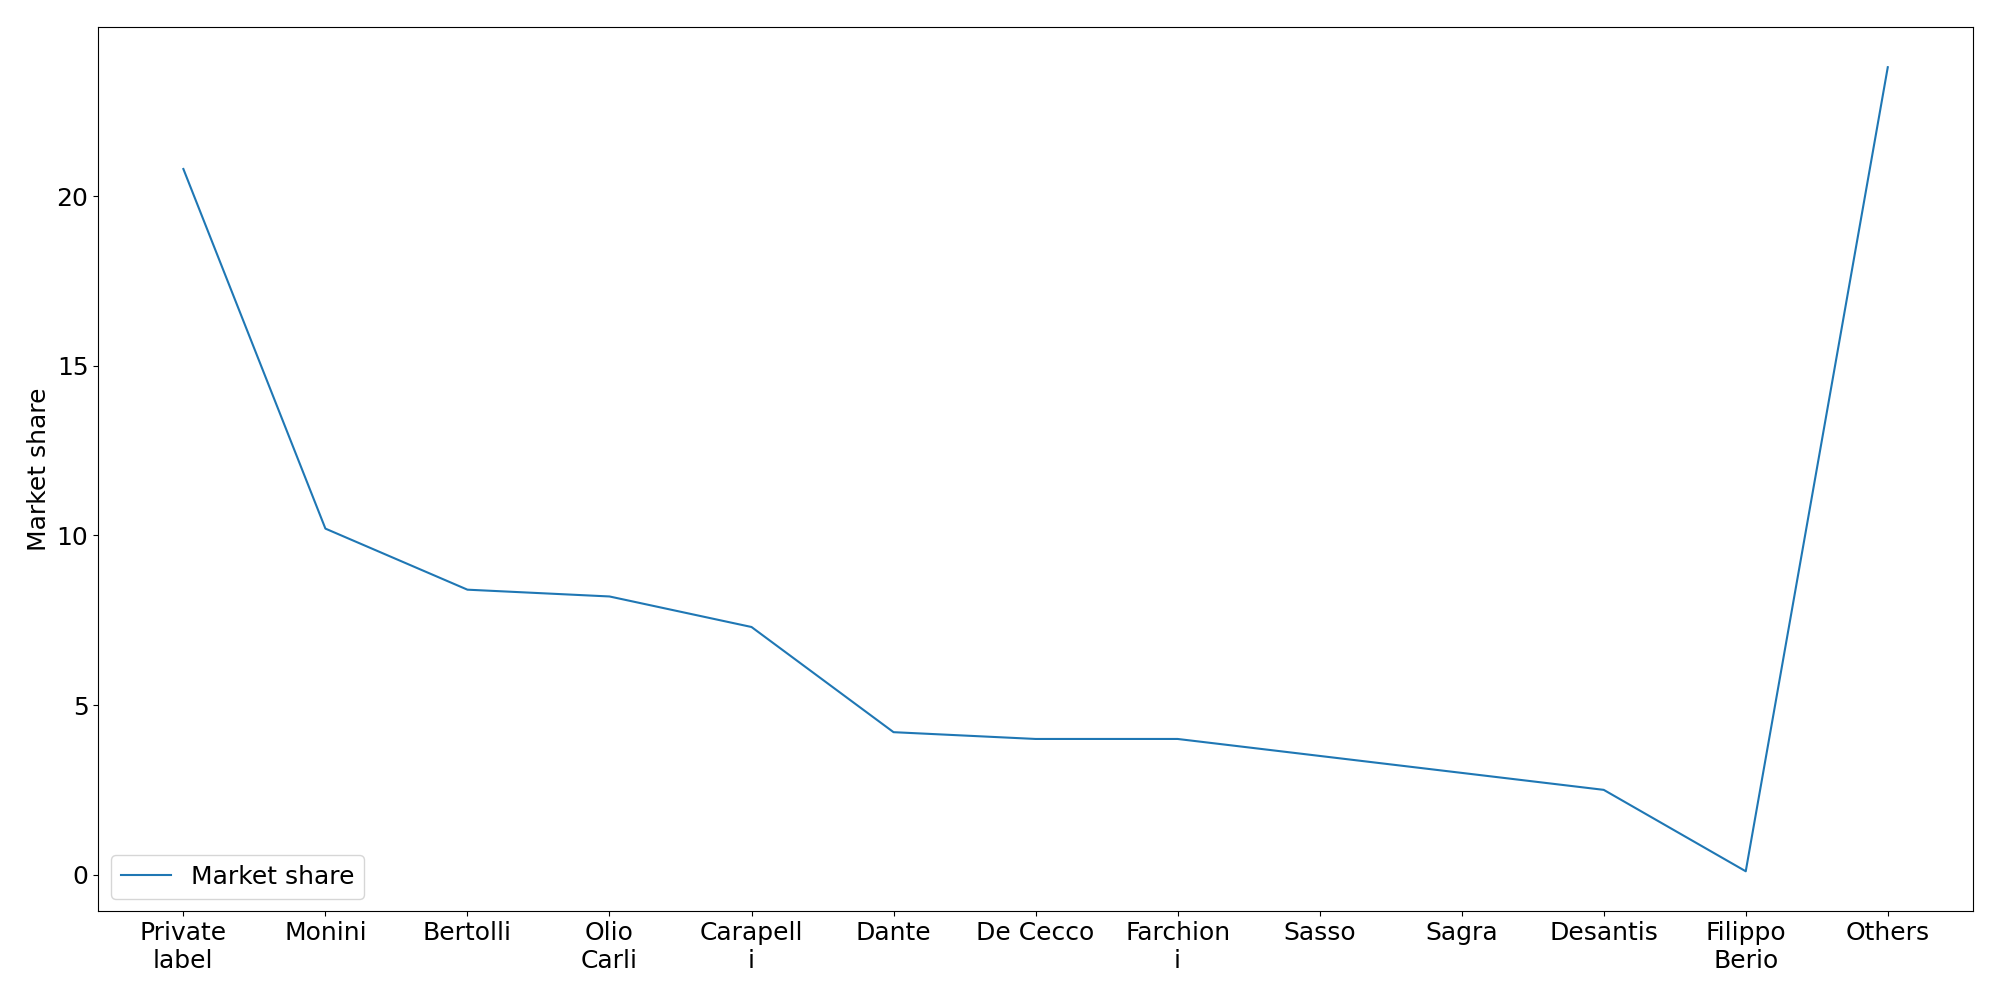 Market share
20
15
10
5
0
Market share
Private
label
Monini
Bertolli
Olio
Carli
Carapell
i
Dante
De Cecco
Farchion
i
Sasso
Sagra
Desantis
Filippo
Berio
Others